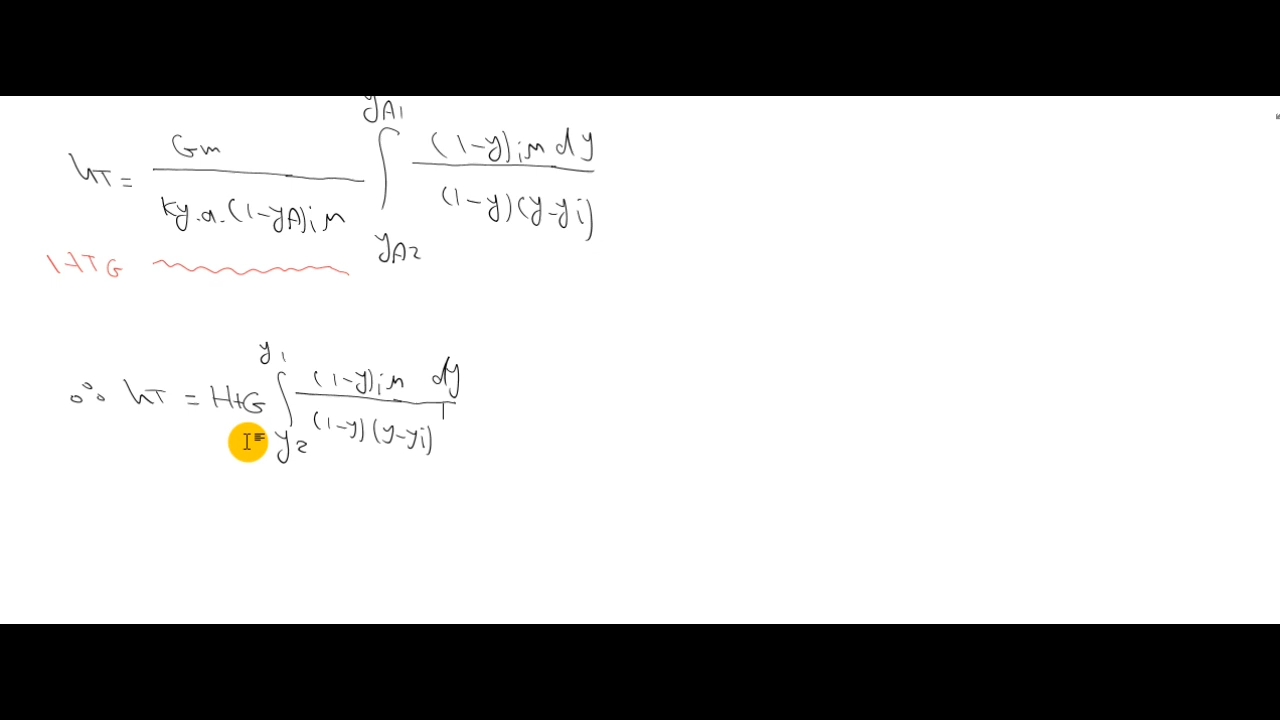 yA1
hT = Gm / ky.a.(1-yA)im ∫ (1-y)im dy / (1-y)(y-yi)
yA2
HTG
y1
∴ hT = HtG ∫ (1-y)im dy / (1-y)(y-yi)
y2